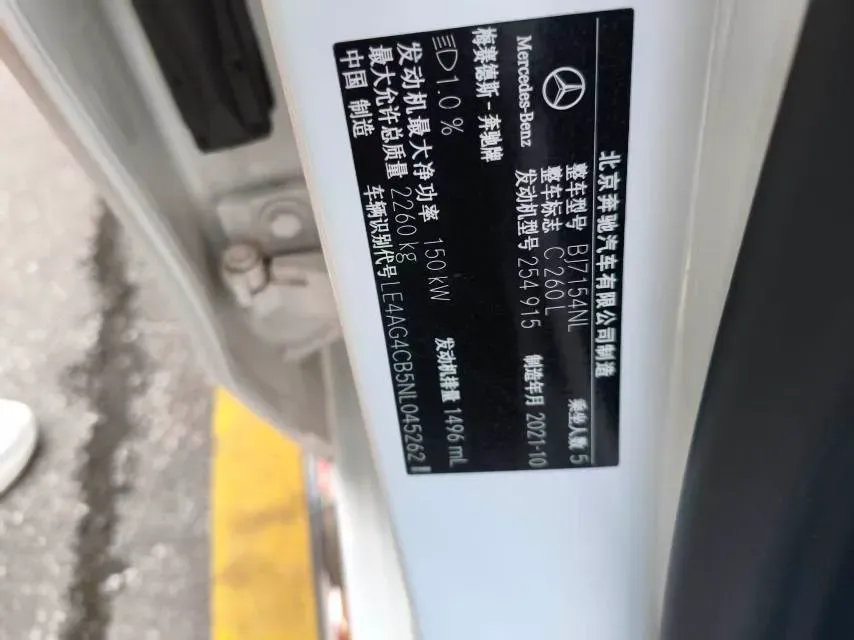 北京奔驰汽车有限公司制造
Mercedes-Benz
梅赛德斯-奔驰牌
整车型号 BJ7154NL 乘坐人数 5
整车标志 C 260 L
发动机型号 254 915 制造年月 2021-10
1.0 %
发动机最大净功率 150 kW 发动机排量 1496 mL
最大允许总质量 2260 kg
中国 制造 车辆识别代号 LE4AG4CB5NL045262